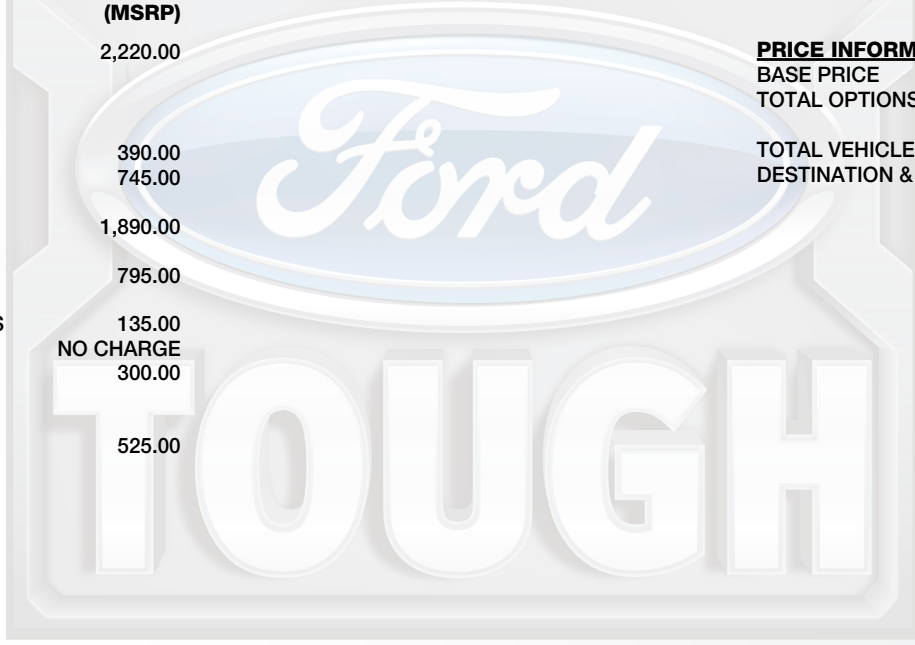 (MSRP)
2,220.00
390.00
745.00
1,890.00
795.00
S 135.00
NO CHARGE
300.00
525.00
PRICE INFORM
BASE PRICE
TOTAL OPTIONS
TOTAL VEHICLE
DESTINATION &
Ford
TOUGH